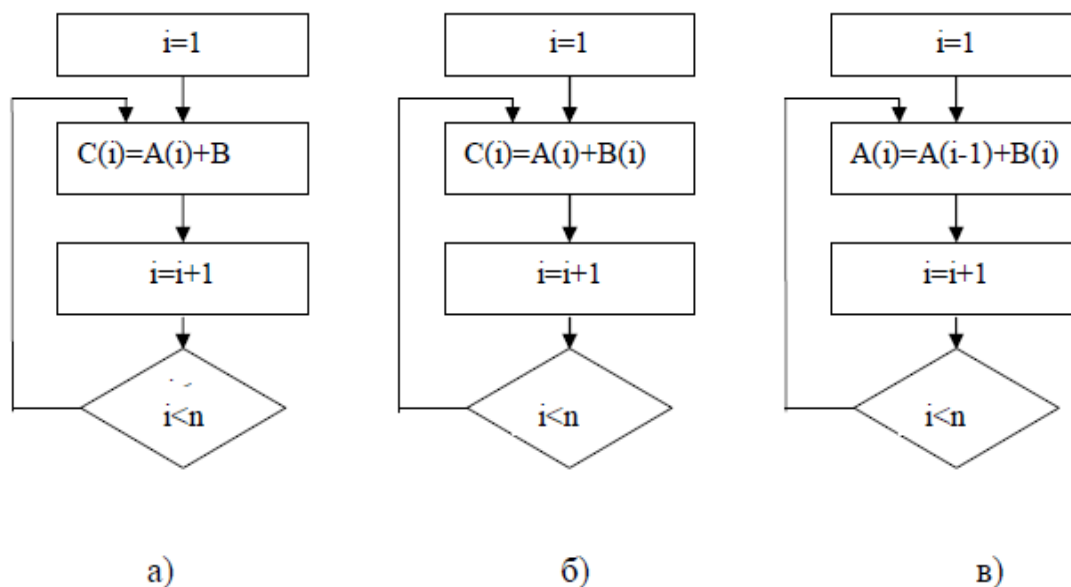 i=1
C(i)=A(i)+B
i=i+1
i<n
а)
i=1
C(i)=A(i)+B(i)
i=i+1
i<n
б)
i=1
A(i)=A(i-1)+B(i)
i=i+1
i<n
в)